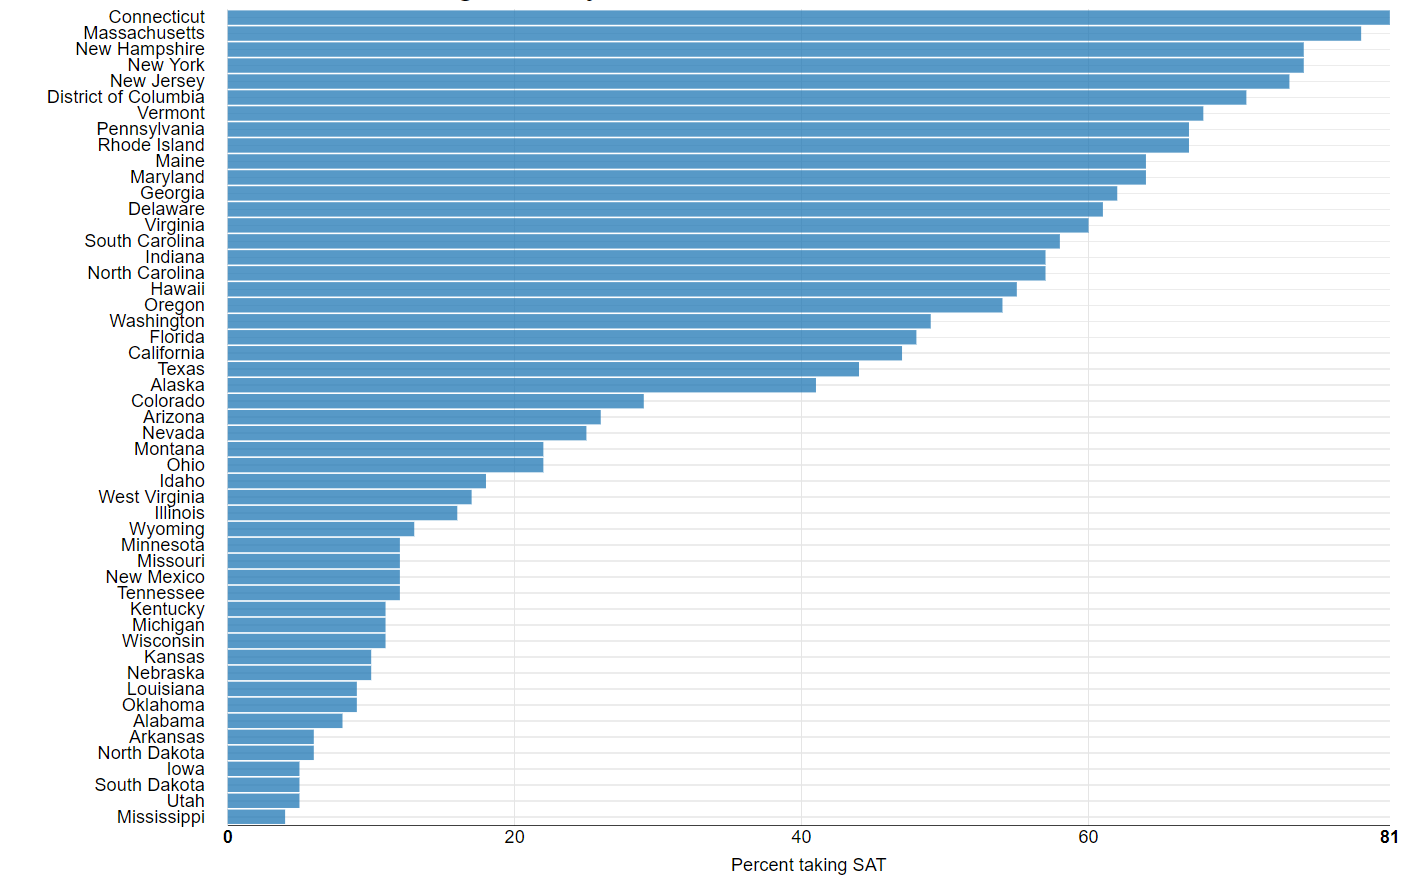 Connecticut
Massachusetts
New Hampshire
New York
New Jersey
District of Columbia
Vermont
Pennsylvania
Rhode Island
Maine
Maryland
Georgia
Delaware
Virginia
South Carolina
Indiana
North Carolina
Hawaii
Oregon
Washington
Florida
California
Texas
Alaska
Colorado
Arizona
Nevada
Montana
Ohio
Idaho
West Virginia
Illinois
Wyoming
Minnesota
Missouri
New Mexico
Tennessee
Kentucky
Michigan
Wisconsin
Kansas
Nebraska
Louisiana
Oklahoma
Alabama
Arkansas
North Dakota
Iowa
South Dakota
Utah
Mississippi
0 20 40 60 81
Percent taking SAT